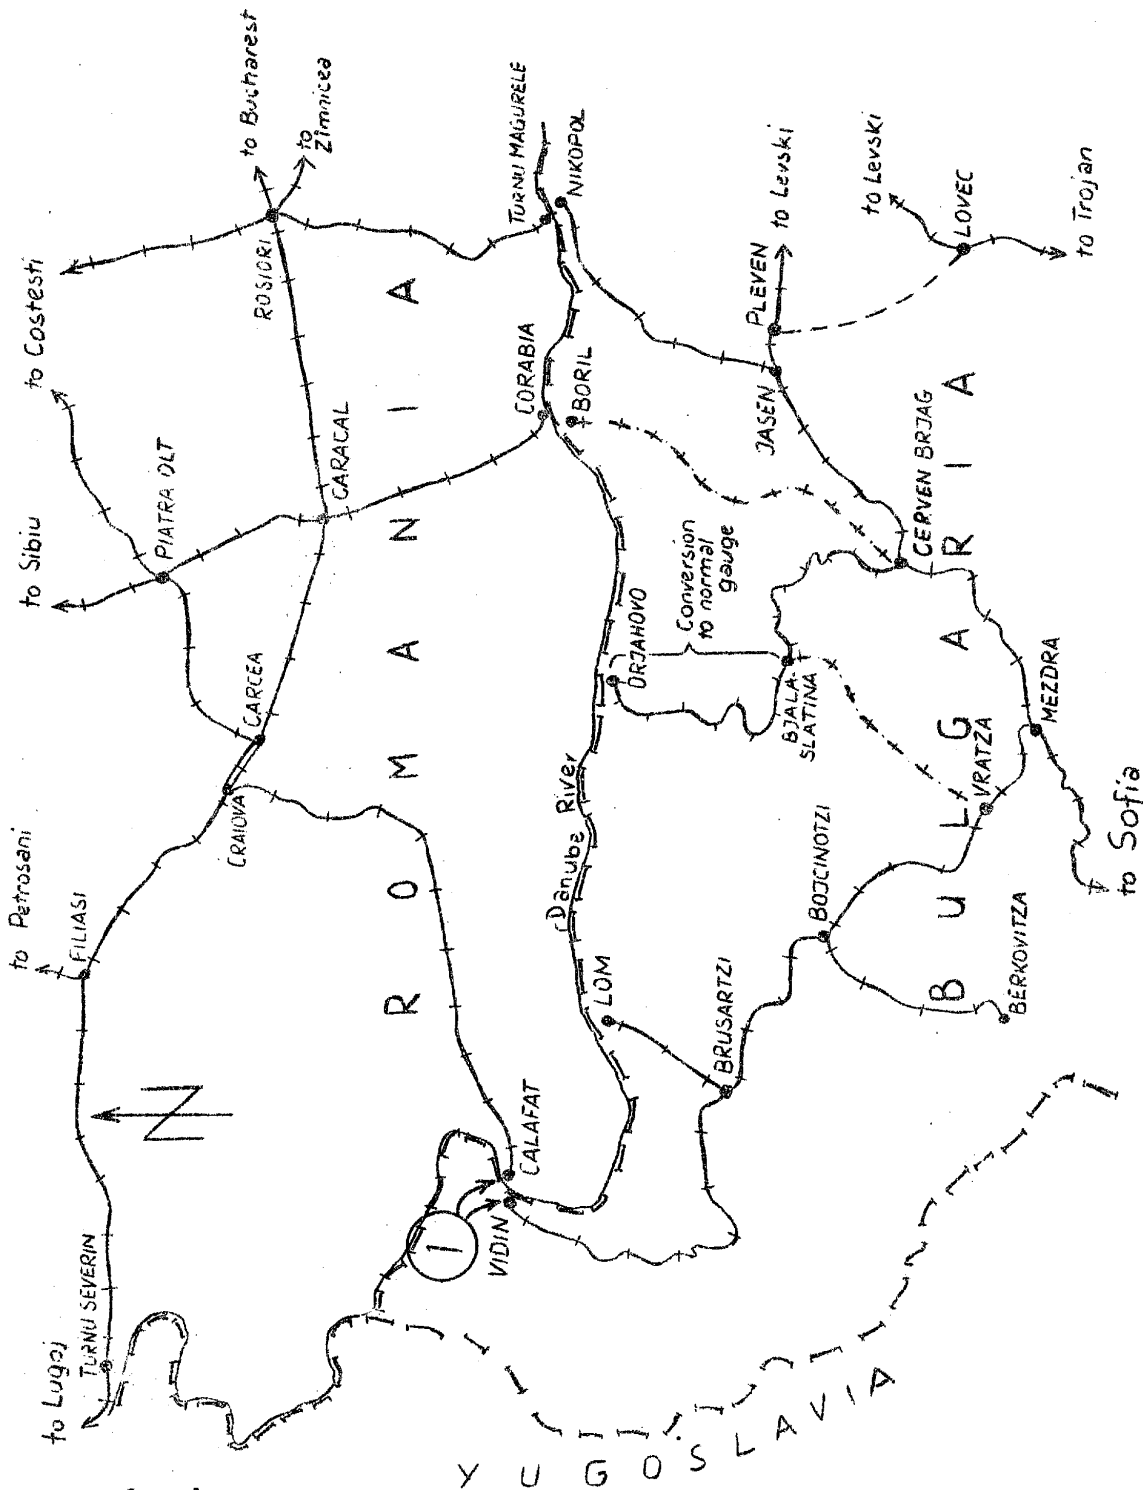 to Lugoj
TURNU SEVERIN
to Petrosani
FILIASI
N
CRAIOVA
CARCEA
to Sibiu
PIATRA OLT
to Costesti
CARACAL
ROSIORI
to Bucharest
to
Zimnicea
ROMANIA
1
VIDIN
CALAFAT
Danube River
LOM
CORABIA
BORIL
TURNU MAGURELE
NIKOPOL
ORJAHOVO
Conversion
to normal
gauge
BJALA
SLATINA
BRUSARTZI
BOJCINOTZI
BERKOVITZA
VRATZA
MEZDRA
to Sofia
CERVEN BRJAG
JASEN
PLEVEN
to Levski
to Levski
LOVEC
to Trojan
BULGARIA
YUGOSLAVIA